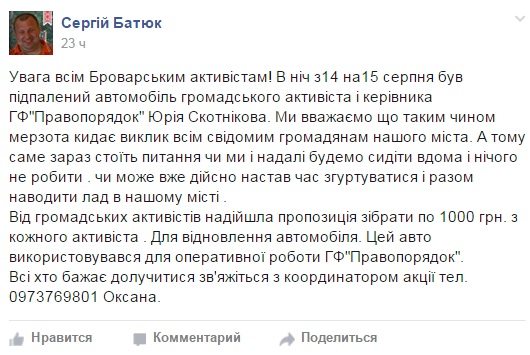 Сергій Батюк
23 ч
Увага всім Броварським активістам! В ніч з14 на15 серпня був
підпалений автомобіль громадського активіста і керівника
ГФ"Правопорядок" Юрія Скотнікова. Ми вважаємо що таким чином
мерзота кидає виклик всім свідомим громадянам нашого міста. А тому
саме зараз стоїть питання чи ми і надалі будемо сидіти вдома і нічого
не робити . чи може вже дійсно настав час згуртуватися і разом
наводити лад в нашому місті .
Від громадських активістів надійшла пропозиція зібрати по 1000 грн. з
кожного активіста . Для відновлення автомобіля. Цей авто
використовувався для оперативної роботи ГФ"Правопорядок".
Всі хто бажає долучитися зв'яжіться з координатором акції тел.
0973769801 Оксана.
Нравится Комментарий Поделиться